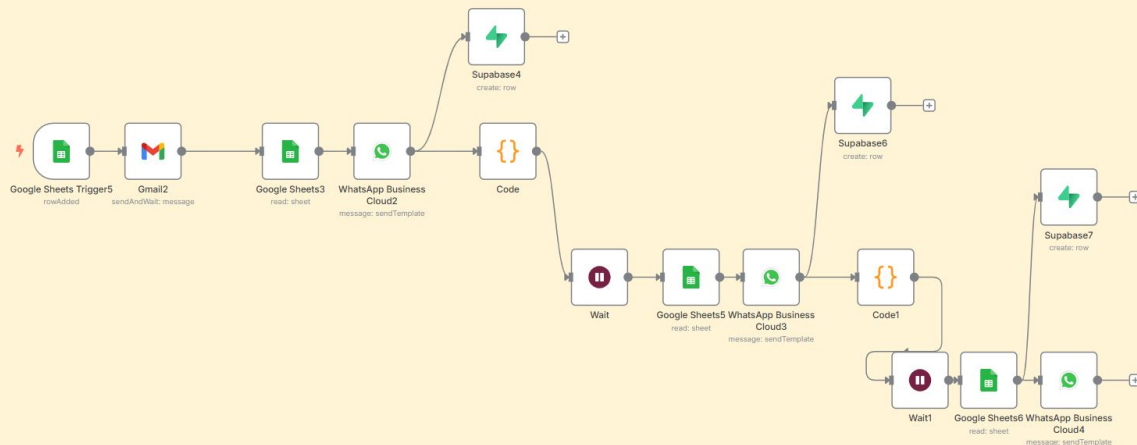 Supabase4
create: row
Supabase6
create: row
Google Sheets Trigger5
rowAdded
Gmail2
sendAndWait: message
Google Sheets3
read: sheet
WhatsApp Business
Cloud2
message: sendTemplate
Code
Supabase7
create: row
Wait
Google Sheets5
read: sheet
WhatsApp Business
Cloud3
message: sendTemplate
Code1
Wait1
Google Sheets6
read: sheet
WhatsApp Business
Cloud4
message: sendTemplate